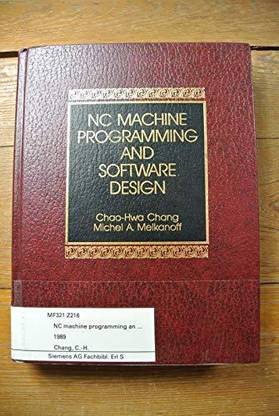 NC MACHINE
PROGRAMMING
AND
SOFTWARE
DESIGN
Chao-Hwa Chang
Michel A. Melkanoff
MF321 Z218
NC machine programming an ...
1989
Chang, C.-H.
Siemens AG Fachbibl. Erl S